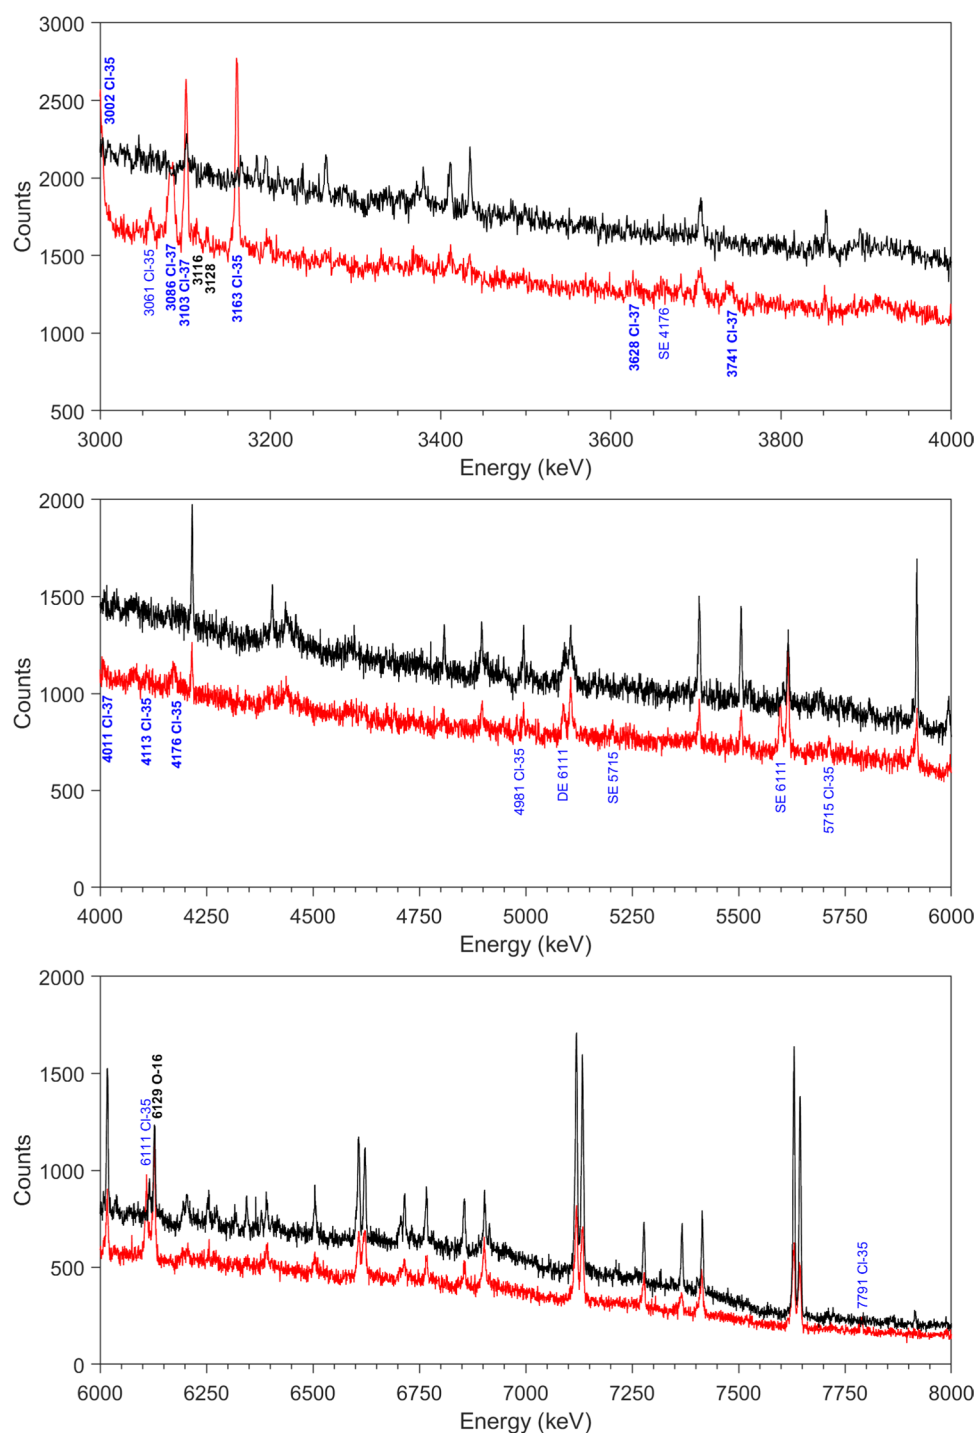 3000
2500
2000
1500
1000
500
Counts
3002 Cl-35
3061 Cl-35
3086 Cl-37
3103 Cl-37
3116
3128
3163 Cl-35
3628 Cl-37
SE 4176
3741 Cl-37
3000 3200 3400 3600 3800 4000
Energy (keV)
2000
1500
1000
500
0
Counts
4011 Cl-37
4113 Cl-35
4176 Cl-35
4981 Cl-35
DE 6111
SE 5715
SE 6111
5715 Cl-35
4000 4250 4500 4750 5000 5250 5500 5750 6000
Energy (keV)
2000
1500
1000
500
0
Counts
6111 Cl-35
6129 O-16
7791 Cl-35
6000 6250 6500 6750 7000 7250 7500 7750 8000
Energy (keV)